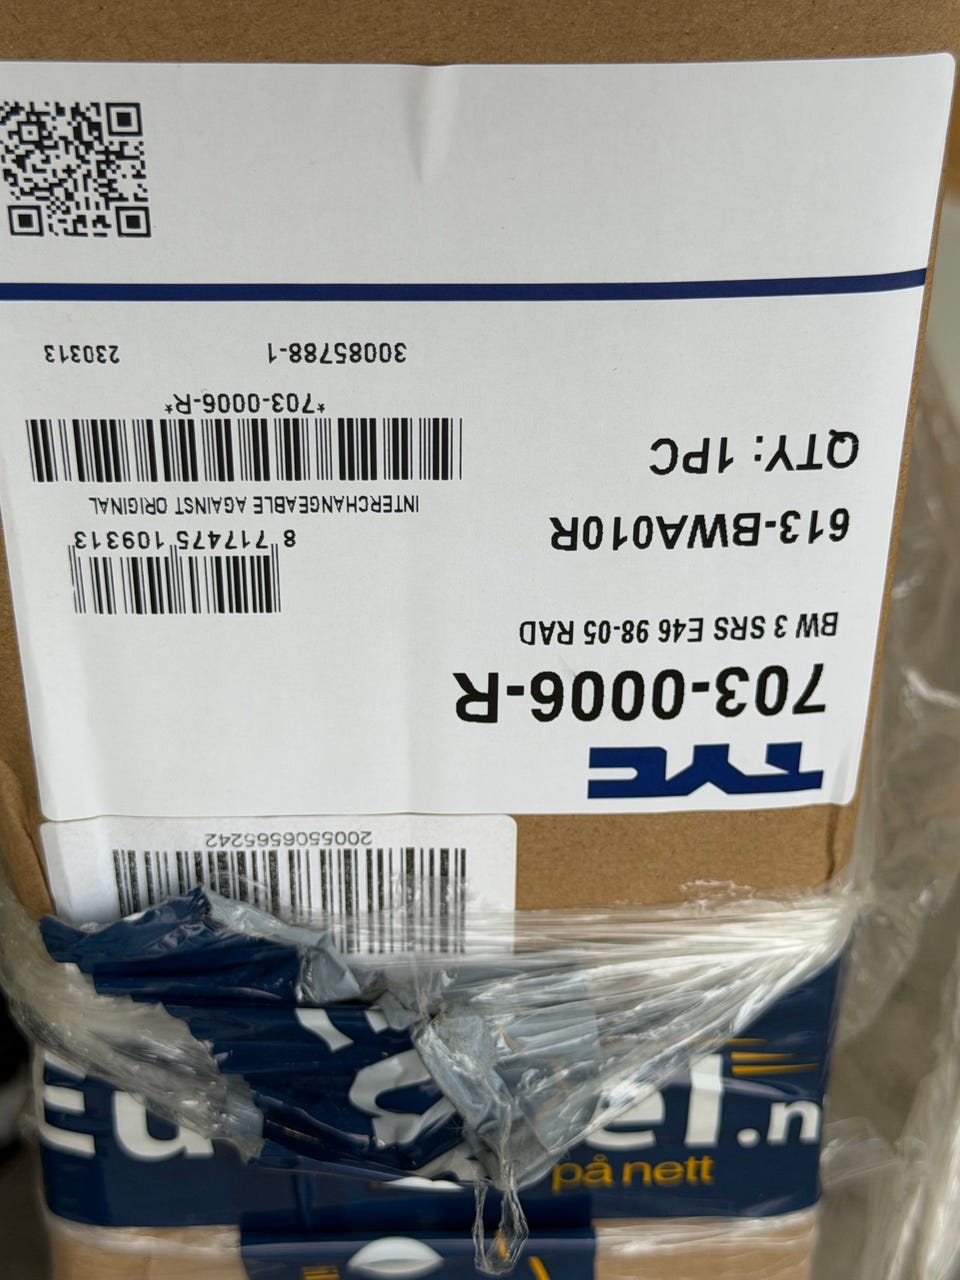 TYC
703-0006-R
BW 3 SRS E46 98-05 RAD
613-BWA010R
QTY: 1PC
8 717475 109313
INTERCHANGEABLE AGAINST ORIGINAL
*703-0006-R*
30085788-1
230313
2005506565242
på nett